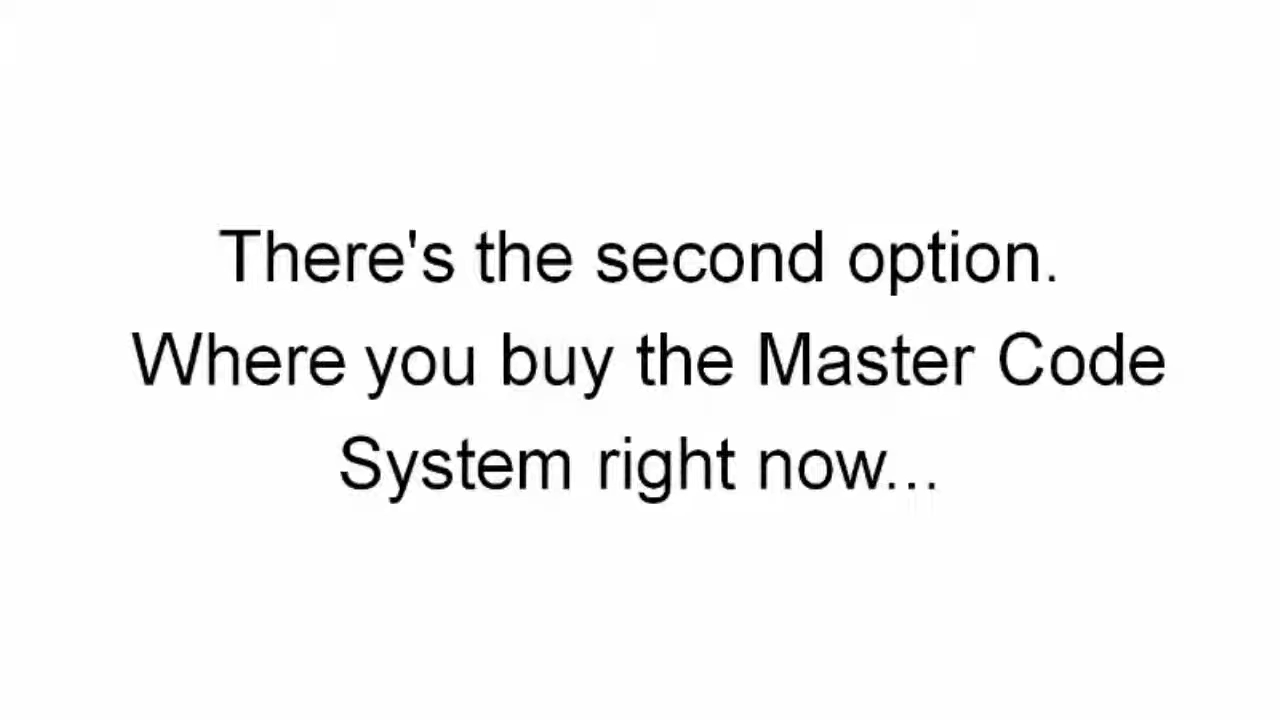 There's the second option.
Where you buy the Master Code
System right now...